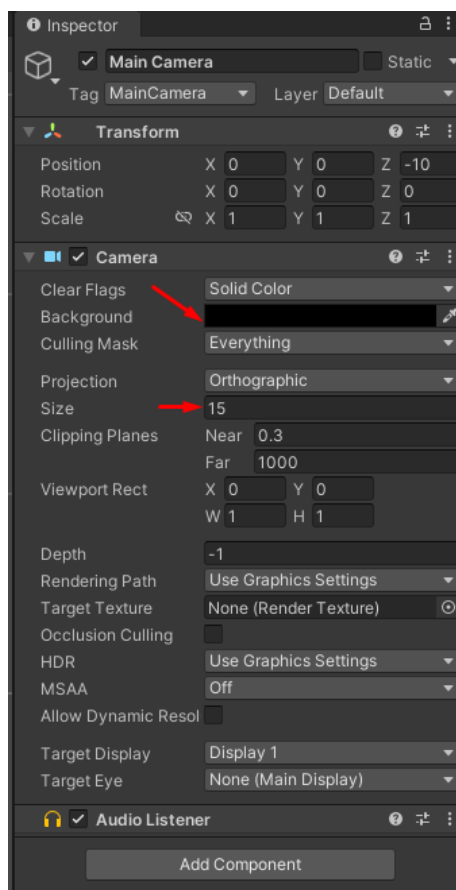 Inspector
Main Camera Static
Tag MainCamera Layer Default
Transform
Position X 0 Y 0 Z -10
Rotation X 0 Y 0 Z 0
Scale X 1 Y 1 Z 1
Camera
Clear Flags Solid Color
Background
Culling Mask Everything
Projection Orthographic
Size 15
Clipping Planes Near 0.3
Far 1000
Viewport Rect X 0 Y 0
W 1 H 1
Depth -1
Rendering Path Use Graphics Settings
Target Texture None (Render Texture)
Occlusion Culling
HDR Use Graphics Settings
MSAA Off
Allow Dynamic Resol
Target Display Display 1
Target Eye None (Main Display)
Audio Listener
Add Component